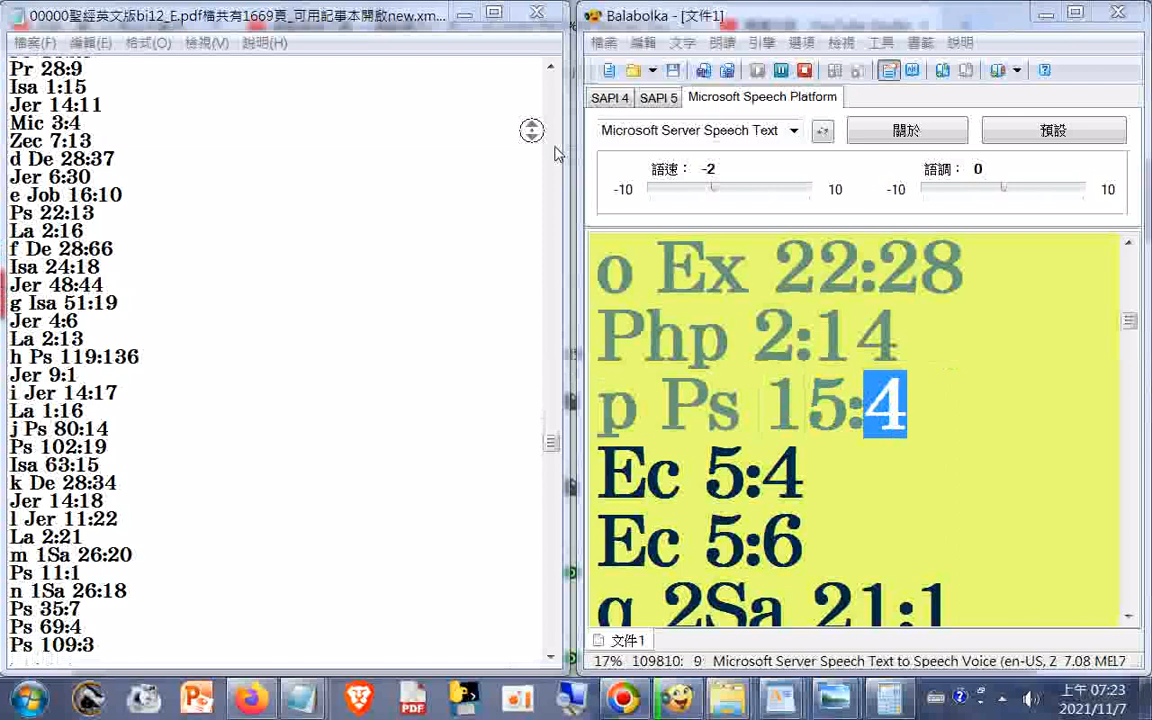 00000聖經英文版bi12_E.pdf檔共有1669頁_可用記事本開啟new.xm...
檔案(F) 編輯(E) 格式(O) 檢視(V) 說明(H)
Pr 28:9
Isa 1:15
Jer 14:11
Mic 3:4
Zec 7:13
d De 28:37
Jer 6:30
e Job 16:10
Ps 22:13
La 2:16
f De 28:66
Isa 24:18
Jer 48:44
g Isa 51:19
Jer 4:6
La 2:13
h Ps 119:136
Jer 9:1
i Jer 14:17
La 1:16
j Ps 80:14
Ps 102:19
Isa 63:15
k De 28:34
Jer 14:18
l Jer 11:22
La 2:21
m 1Sa 26:20
Ps 11:1
n 1Sa 26:18
Ps 35:7
Ps 69:4
Ps 109:3
Balabolka - [文件1]
檔案 編輯 文字 朗讀 引擎 選項 檢視 工具 書籤 說明
SAPI 4 SAPI 5 Microsoft Speech Platform
Microsoft Server Speech Text 關於 預設
語速： -2 語調： 0
-10 10 -10 10
o Ex 22:28
Php 2:14
p Ps 15:4
Ec 5:4
Ec 5:6
q 2Sa 21:1
文件1
17% 109810: 9 Microsoft Server Speech Text to Speech Voice (en-US, 2 7.08 ME
PDF
上午 07:23
2021/11/7